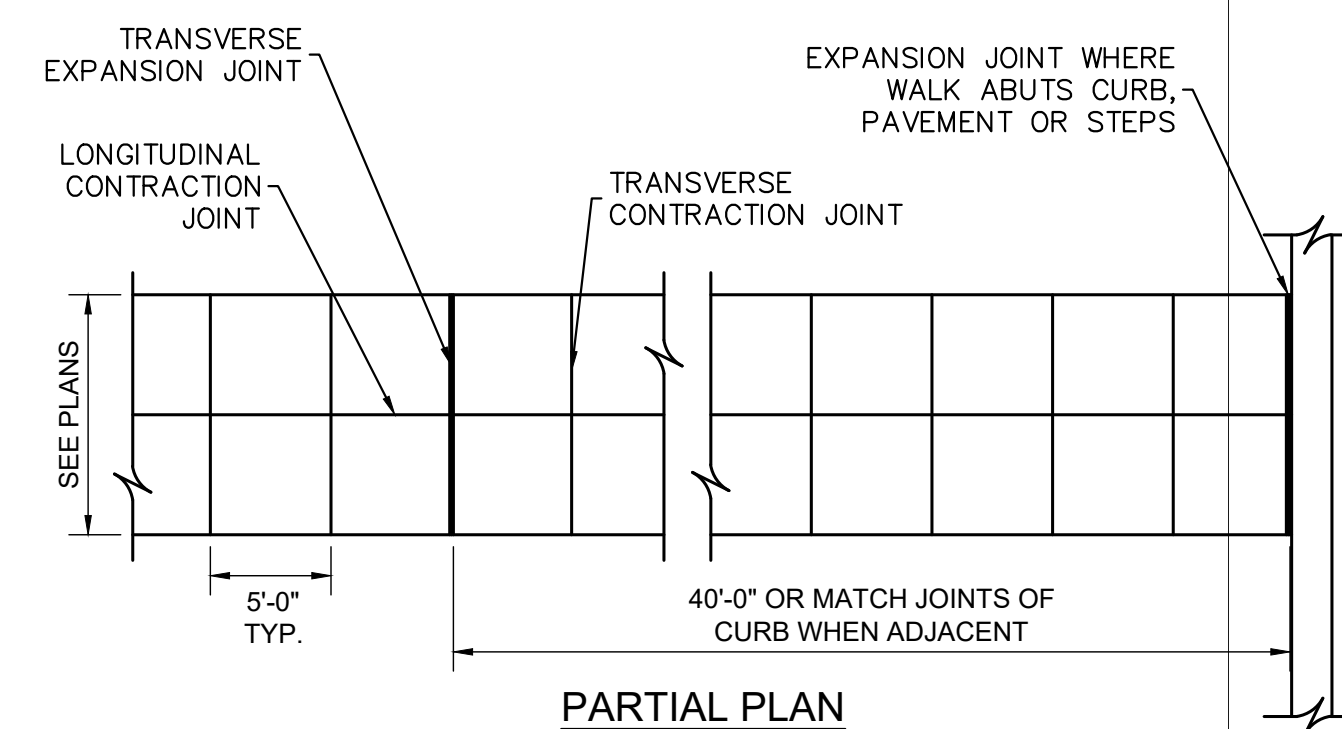 TRANSVERSE
EXPANSION JOINT
EXPANSION JOINT WHERE
WALK ABUTS CURB,
PAVEMENT OR STEPS
LONGITUDINAL
CONTRACTION
JOINT
TRANSVERSE
CONTRACTION JOINT
SEE PLANS
5'-0"
TYP.
40'-0" OR MATCH JOINTS OF
CURB WHEN ADJACENT
PARTIAL PLAN